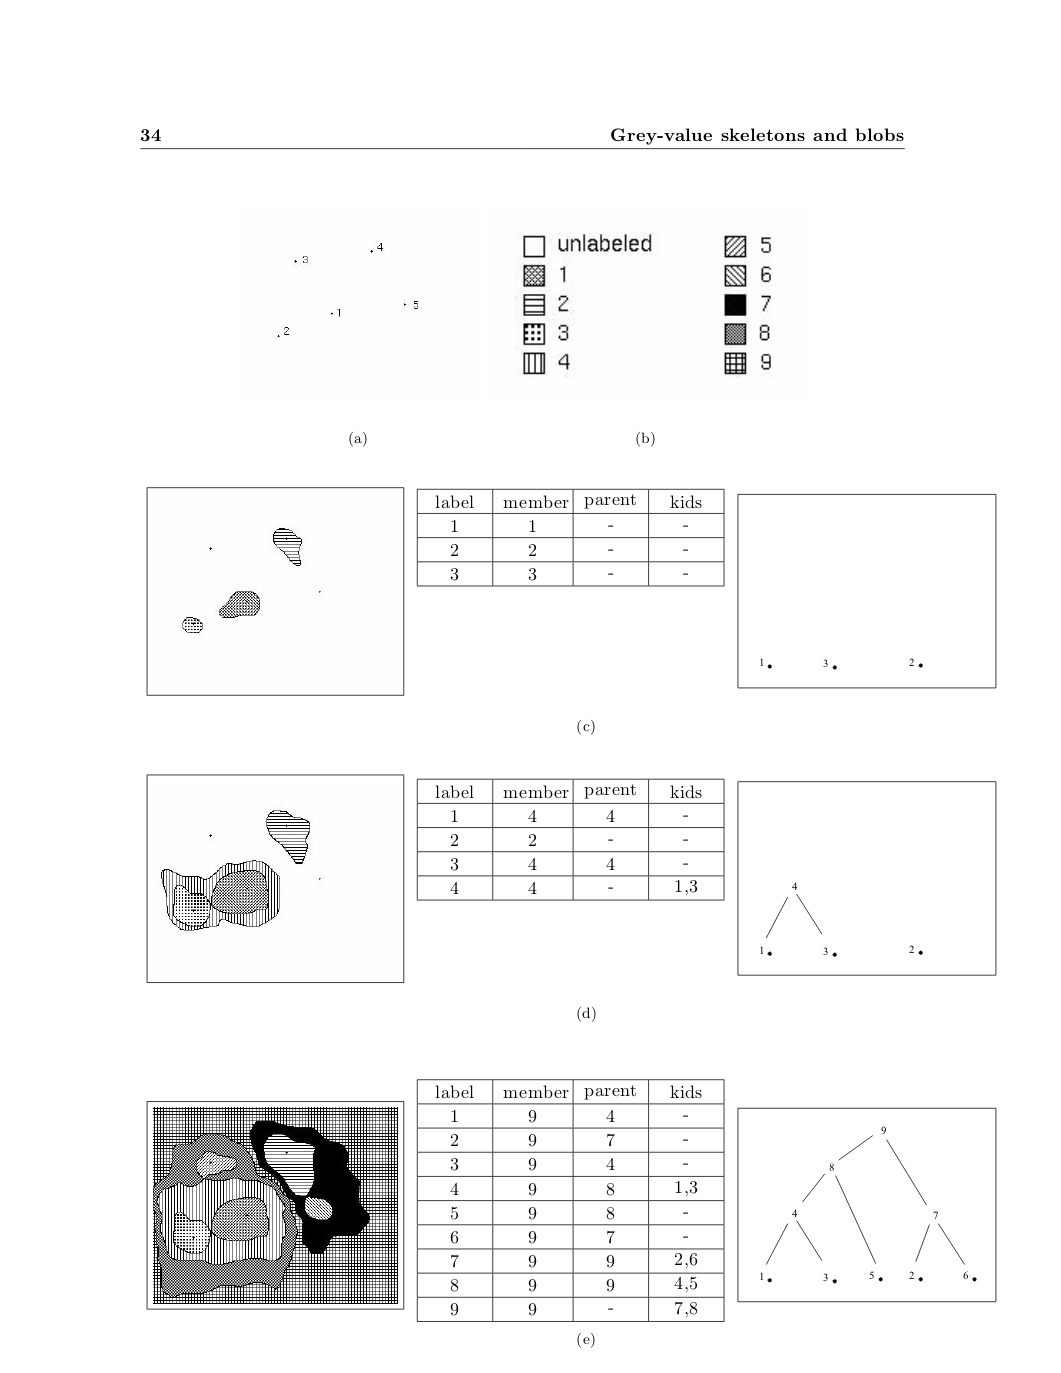 34 Grey-value skeletons and blobs
4
3
5
1
2
unlabeled 5
1 6
2 7
3 8
4 9
(a) (b)
label member parent kids
1 1 - -
2 2 - -
3 3 - -
1 3 2
(c)
label member parent kids
1 4 4 -
2 2 - -
3 4 4 -
4 4 - 1,3
4
1 3 2
(d)
label member parent kids
1 9 4 -
2 9 7 -
3 9 4 -
4 9 8 1,3
5 9 8 -
6 9 7 -
7 9 9 2,6
8 9 9 4,5
9 9 - 7,8
9
8
4 7
1 3 5 2 6
(e)